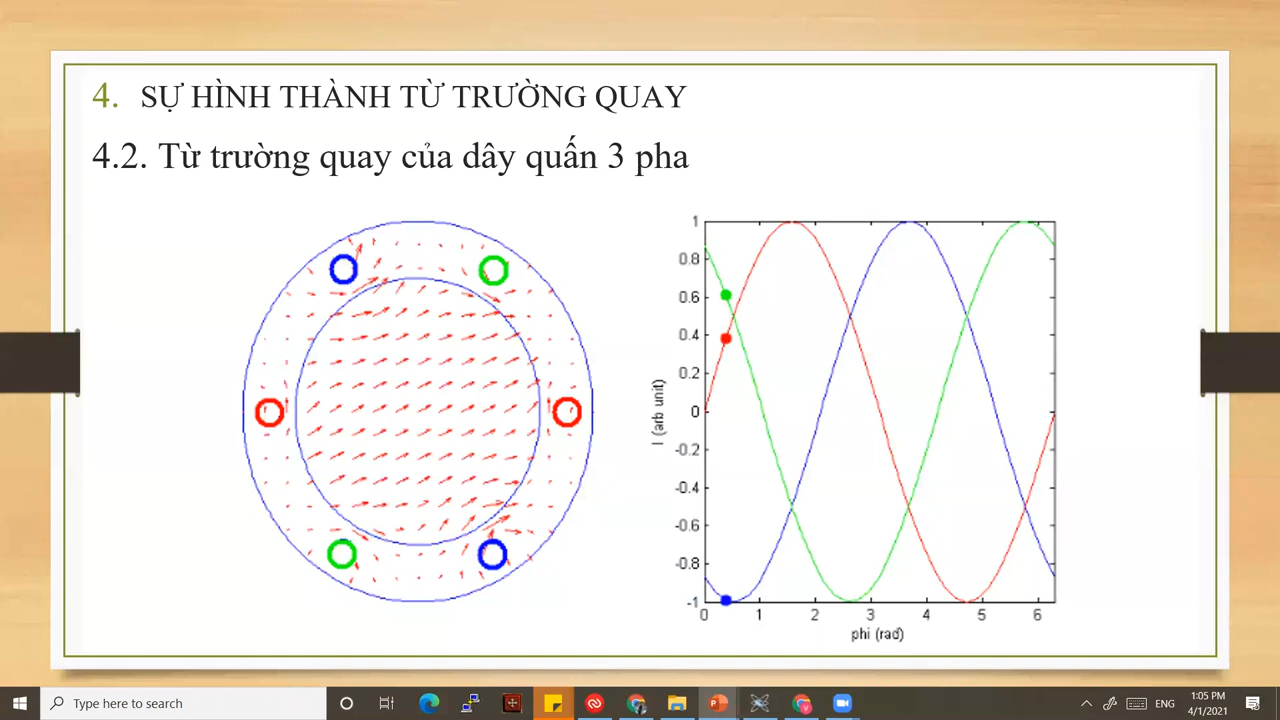 4. SỰ HÌNH THÀNH TỪ TRƯỜNG QUAY
4.2. Từ trường quay của dây quấn 3 pha
1
0.8
0.6
0.4
0.2
0
-0.2
-0.4
-0.6
-0.8
-1
I (arb unit)
0 1 2 3 4 5 6
phi (rad)
Type here to search
ENG
1:05 PM
4/1/2021